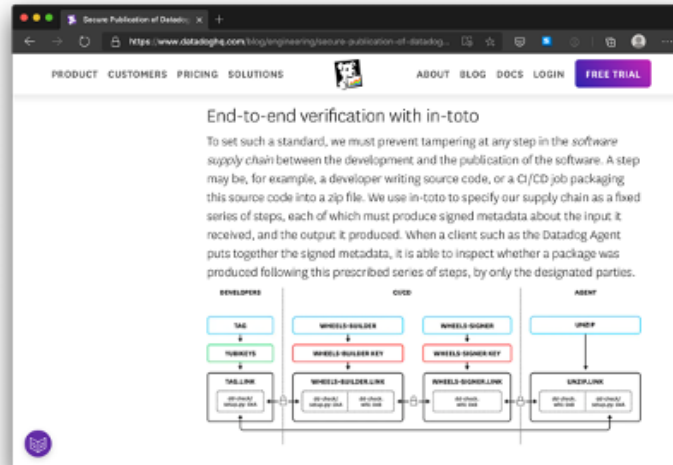 Secure Publication of Datadog
https://www.datadoghq.com/blog/engineering/secure-publication-of-datadog...
PRODUCT CUSTOMERS PRICING SOLUTIONS ABOUT BLOG DOCS LOGIN FREE TRIAL
End-to-end verification with in-toto
To set such a standard, we must prevent tampering at any step in the software
supply chain between the development and the publication of the software. A step
may be, for example, a developer writing source code, or a CI/CD job packaging
this source code into a zip file. We use in-toto to specify our supply chain as a fixed
series of steps, each of which must produce signed metadata about the input it
received, and the output it produced. When a client such as the Datadog Agent
puts together the signed metadata, it is able to inspect whether a package was
produced following this prescribed series of steps, by only the designated parties.
DEVELOPERS CI/CD AGENT
TAG WHEELS-BUILDER WHEELS-SIGNER UNZIP
YUBIKEYS WHEELS-BUILDER KEY WHEELS-SIGNER KEY
TAG.LINK WHEELS-BUILDER.LINK WHEELS-SIGNER.LINK UNZIP.LINK